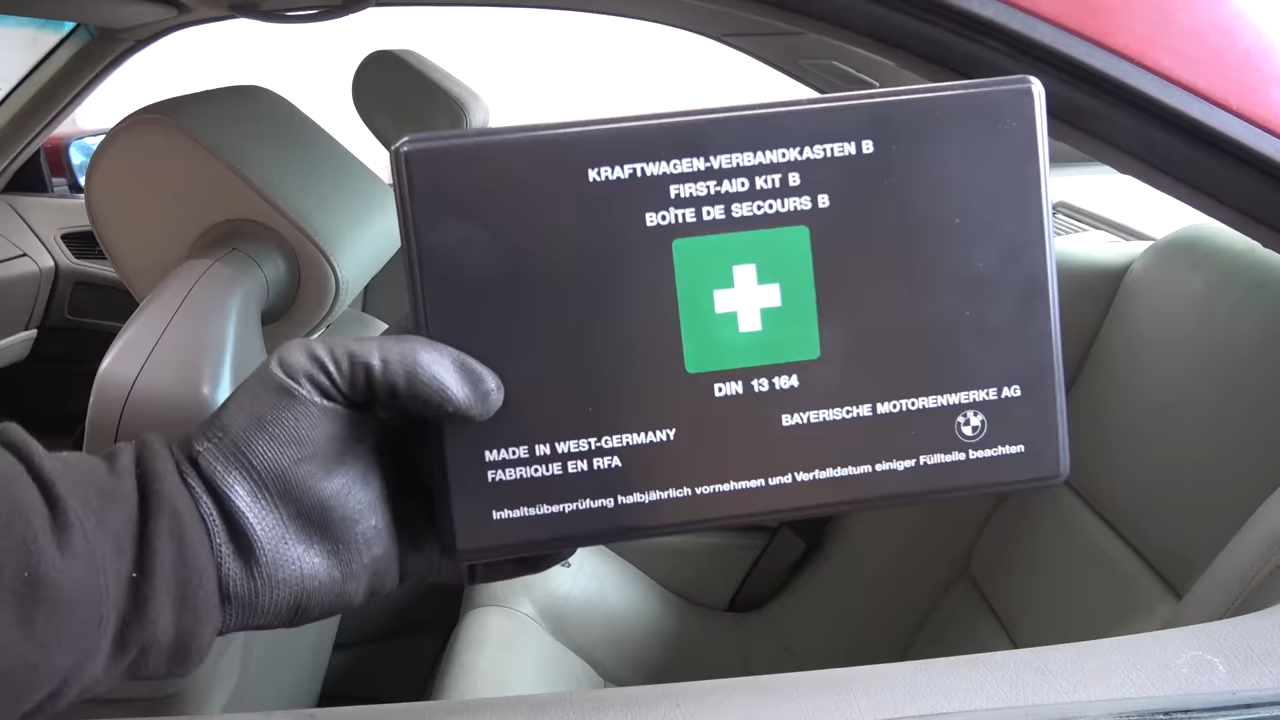 KRAFTWAGEN-VERBANDKASTEN B
FIRST-AID KIT B
BOÎTE DE SECOURS B
DIN 13 164
BAYERISCHE MOTORENWERKE AG
MADE IN WEST-GERMANY
FABRIQUE EN RFA
Inhaltsüberprüfung halbjährlich vornehmen und Verfalldatum einiger Füllteile beachten